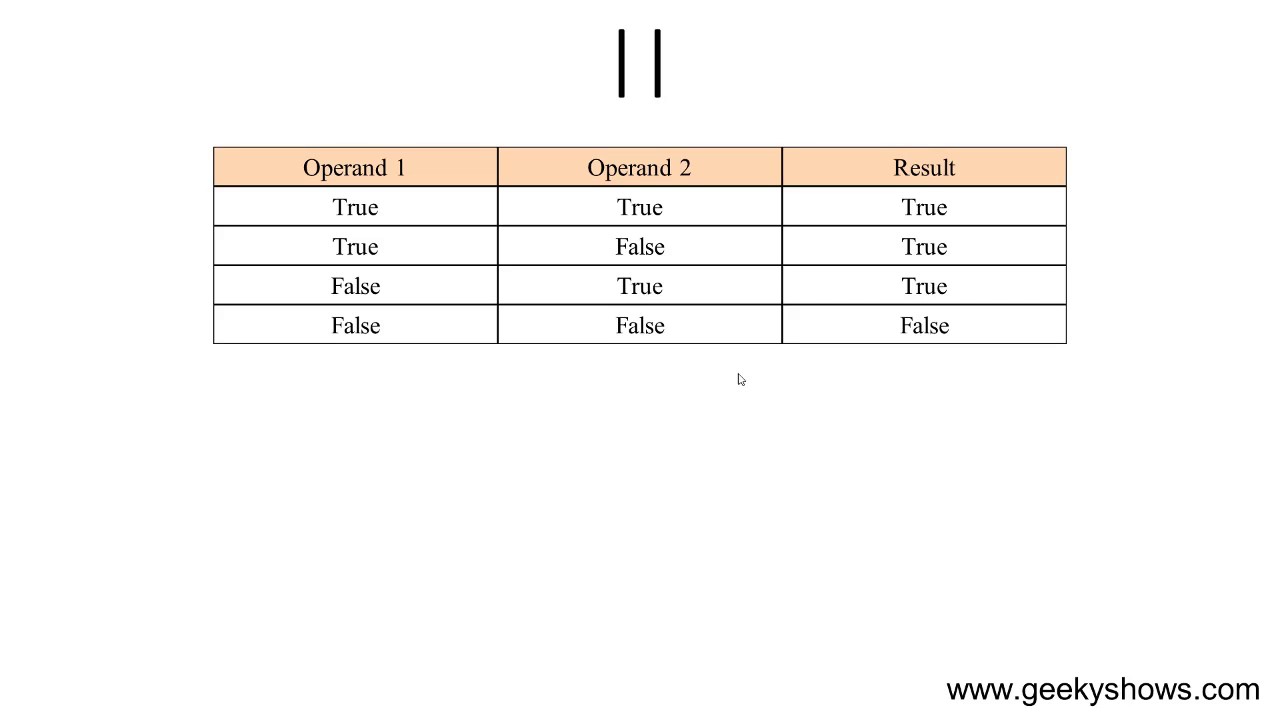 ||
Operand 1 Operand 2 Result
True True True
True False True
False True True
False False False
www.geekyshows.com